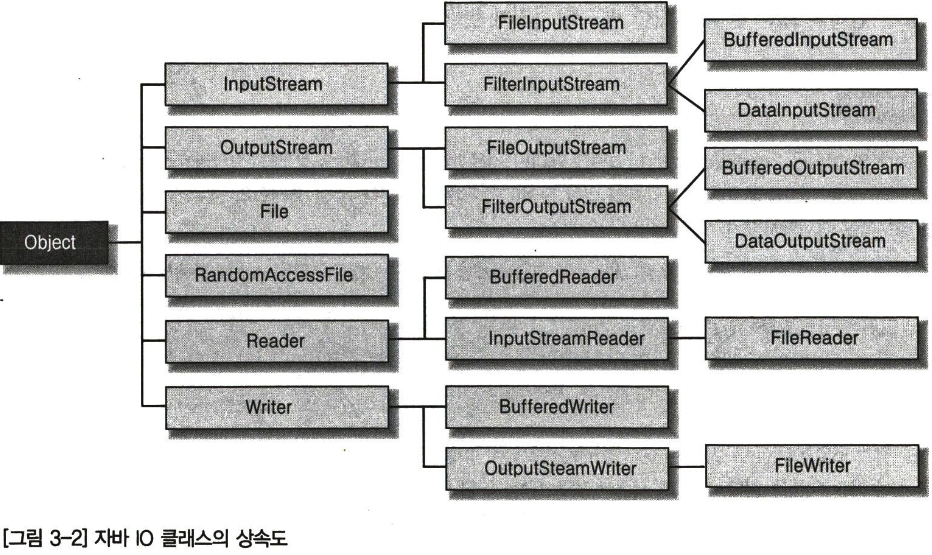 Object
InputStream
OutputStream
File
RandomAccessFile
Reader
Writer
FileInputStream
FilterInputStream
FileOutputStream
FilterOutputStream
BufferedReader
InputStreamReader
BufferedWriter
OutputSteamWriter
BufferedInputStream
DataInputStream
BufferedOutputStream
DataOutputStream
FileReader
FileWriter
[그림 3-2] 자바 IO 클래스의 상속도